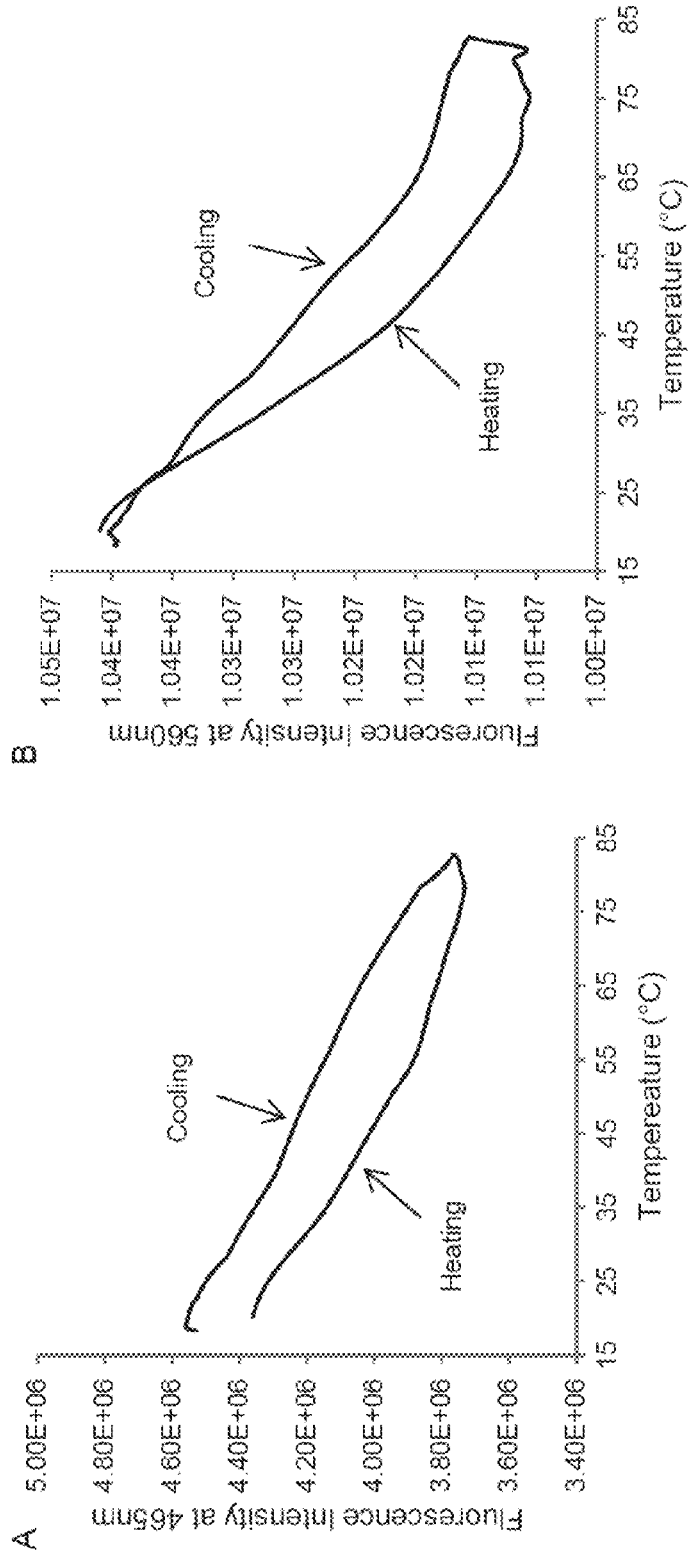 A
Fluorescence Intensity at 465nm
5.00E+06
4.80E+06
4.60E+06
4.40E+06
4.20E+06
4.00E+06
3.80E+06
3.60E+06
3.40E+06
Cooling
Heating
15
25
35
45
55
65
75
85
Tempereature (°C)
B
Fluorescence Intensity at 560nm
1.05E+07
1.04E+07
1.04E+07
1.03E+07
1.03E+07
1.02E+07
1.02E+07
1.01E+07
1.01E+07
1.00E+07
Cooling
Heating
15
25
35
45
55
65
75
85
Temperature (°C)